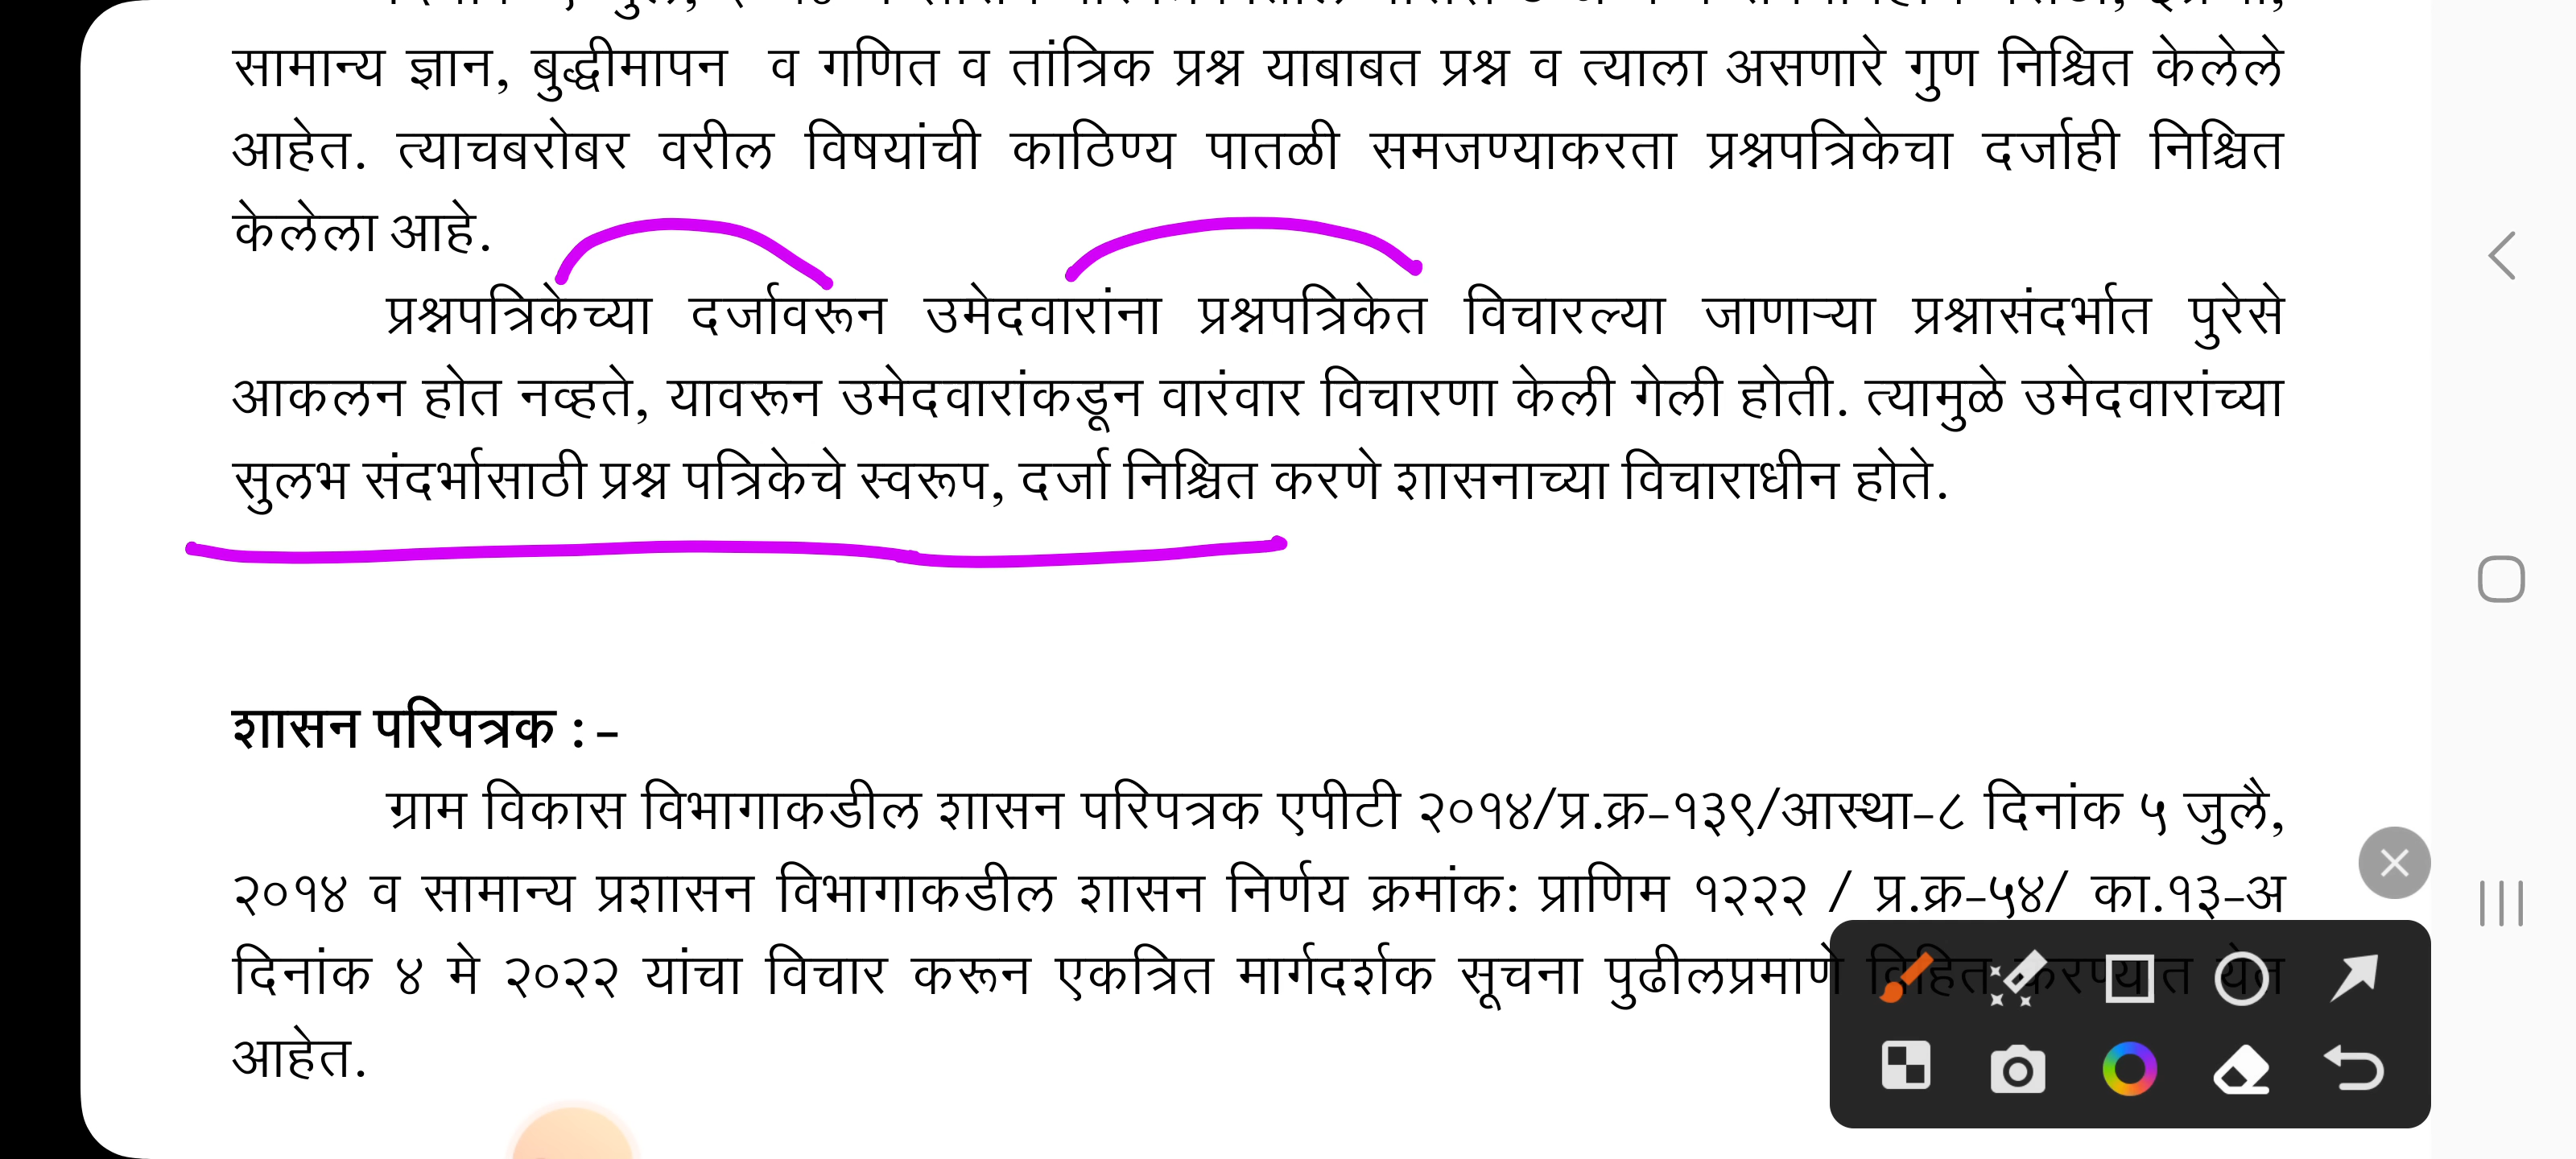 सामान्य ज्ञान, बुद्धीमापन व गणित व तांत्रिक प्रश्न याबाबत प्रश्न व त्याला असणारे गुण निश्चित केलेले
आहेत. त्याचबरोबर वरील विषयांची काठिण्य पातळी समजण्याकरता प्रश्नपत्रिकेचा दर्जाही निश्चित
केलेला आहे.
प्रश्नपत्रिकेच्या दर्जावरून उमेदवारांना प्रश्नपत्रिकेत विचारल्या जाणाऱ्या प्रश्नासंदर्भात पुरेसे
आकलन होत नव्हते, यावरून उमेदवारांकडून वारंवार विचारणा केली गेली होती. त्यामुळे उमेदवारांच्या
सुलभ संदर्भासाठी प्रश्न पत्रिकेचे स्वरूप, दर्जा निश्चित करणे शासनाच्या विचाराधीन होते.
शासन परिपत्रक :-
ग्राम विकास विभागाकडील शासन परिपत्रक एपीटी २०१४/प्र.क्र-१३९/आस्था-८ दिनांक ५ जुलै,
२०१४ व सामान्य प्रशासन विभागाकडील शासन निर्णय क्रमांक: प्राणिम १२२२ / प्र.क्र-५४/ का.१३-अ
दिनांक ४ मे २०२२ यांचा विचार करून एकत्रित मार्गदर्शक सूचना पुढीलप्रमाणे विहित करण्यात येत
आहेत.